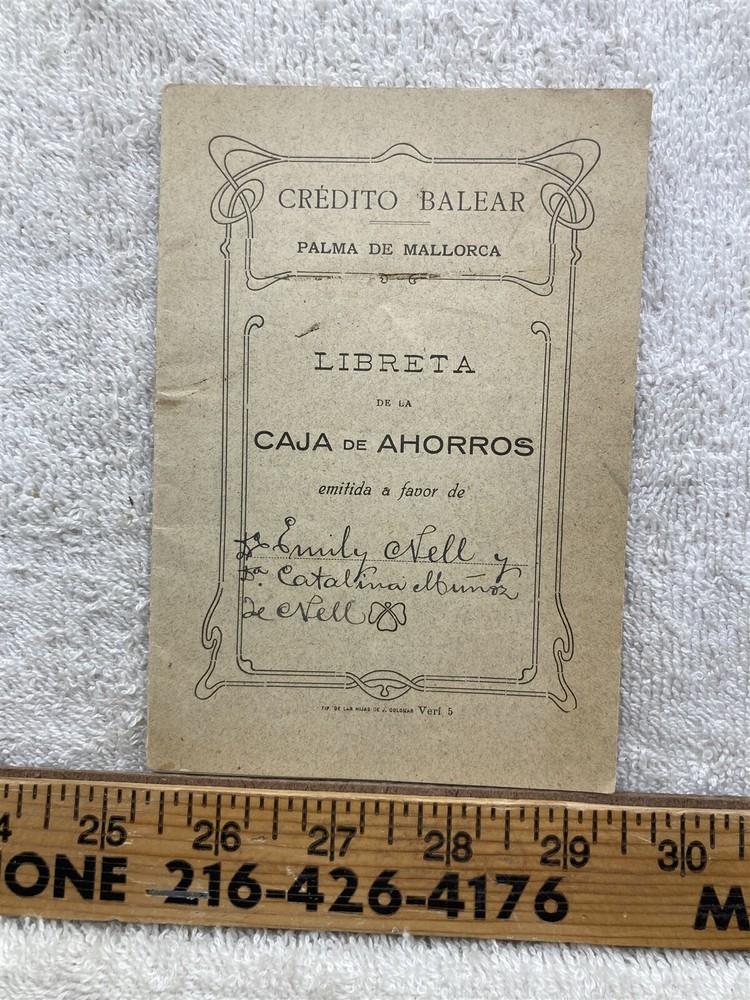 CRÉDITO BALEAR
PALMA DE MALLORCA
LIBRETA
DE LA
CAJA DE AHORROS
emitida a favor de
Dª Emily Nell y
Dª. Catalina Muñoz
de Nell
TIP. DE LAS HIJAS DE J. COLOMAR Verí 5
25 26 27 28 29 30
ONE 216-426-4176 M